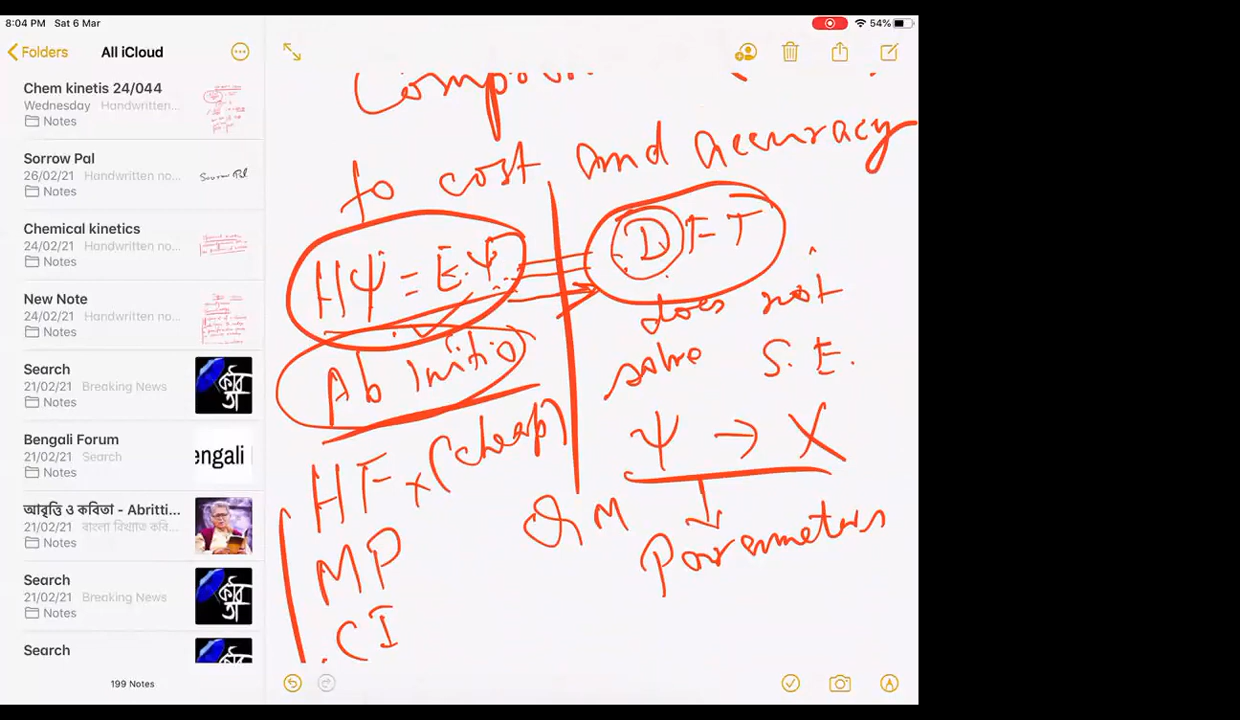 8:04 PM Sat 6 Mar
54%
Folders
All iCloud
Chem kinetis 24/044
Wednesday Handwritten...
Notes
Sorrow Pal
26/02/21 Handwritten no...
Notes
Sorrow Pal
Chemical kinetics
24/02/21 Handwritten no...
Notes
New Note
24/02/21 Handwritten no...
Notes
Search
21/02/21 Breaking News
Notes
Bengali Forum
21/02/21 Search
Notes
engali
আবৃত্তি ও কবিতা - Abritti...
21/02/21
Notes
Search
21/02/21 Breaking News
Notes
Search
199 Notes
to cost and accuracy
HΨ = E.Ψ
DFT
does not
solve S.E.
Ab initio
Ψ → X
HF x (cheap)
QM
Parameters
MP
CI